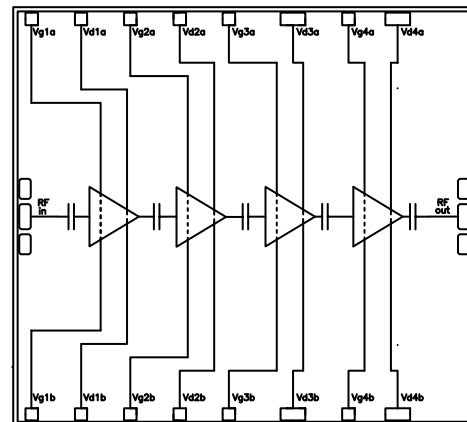 Vg1a Vd1a Vg2a Vd2a Vg3a Vd3a Vg4a Vd4a
RF in
RF out
Vg1b Vd1b Vg2b Vd2b Vg3b Vd3b Vg4b Vd4b